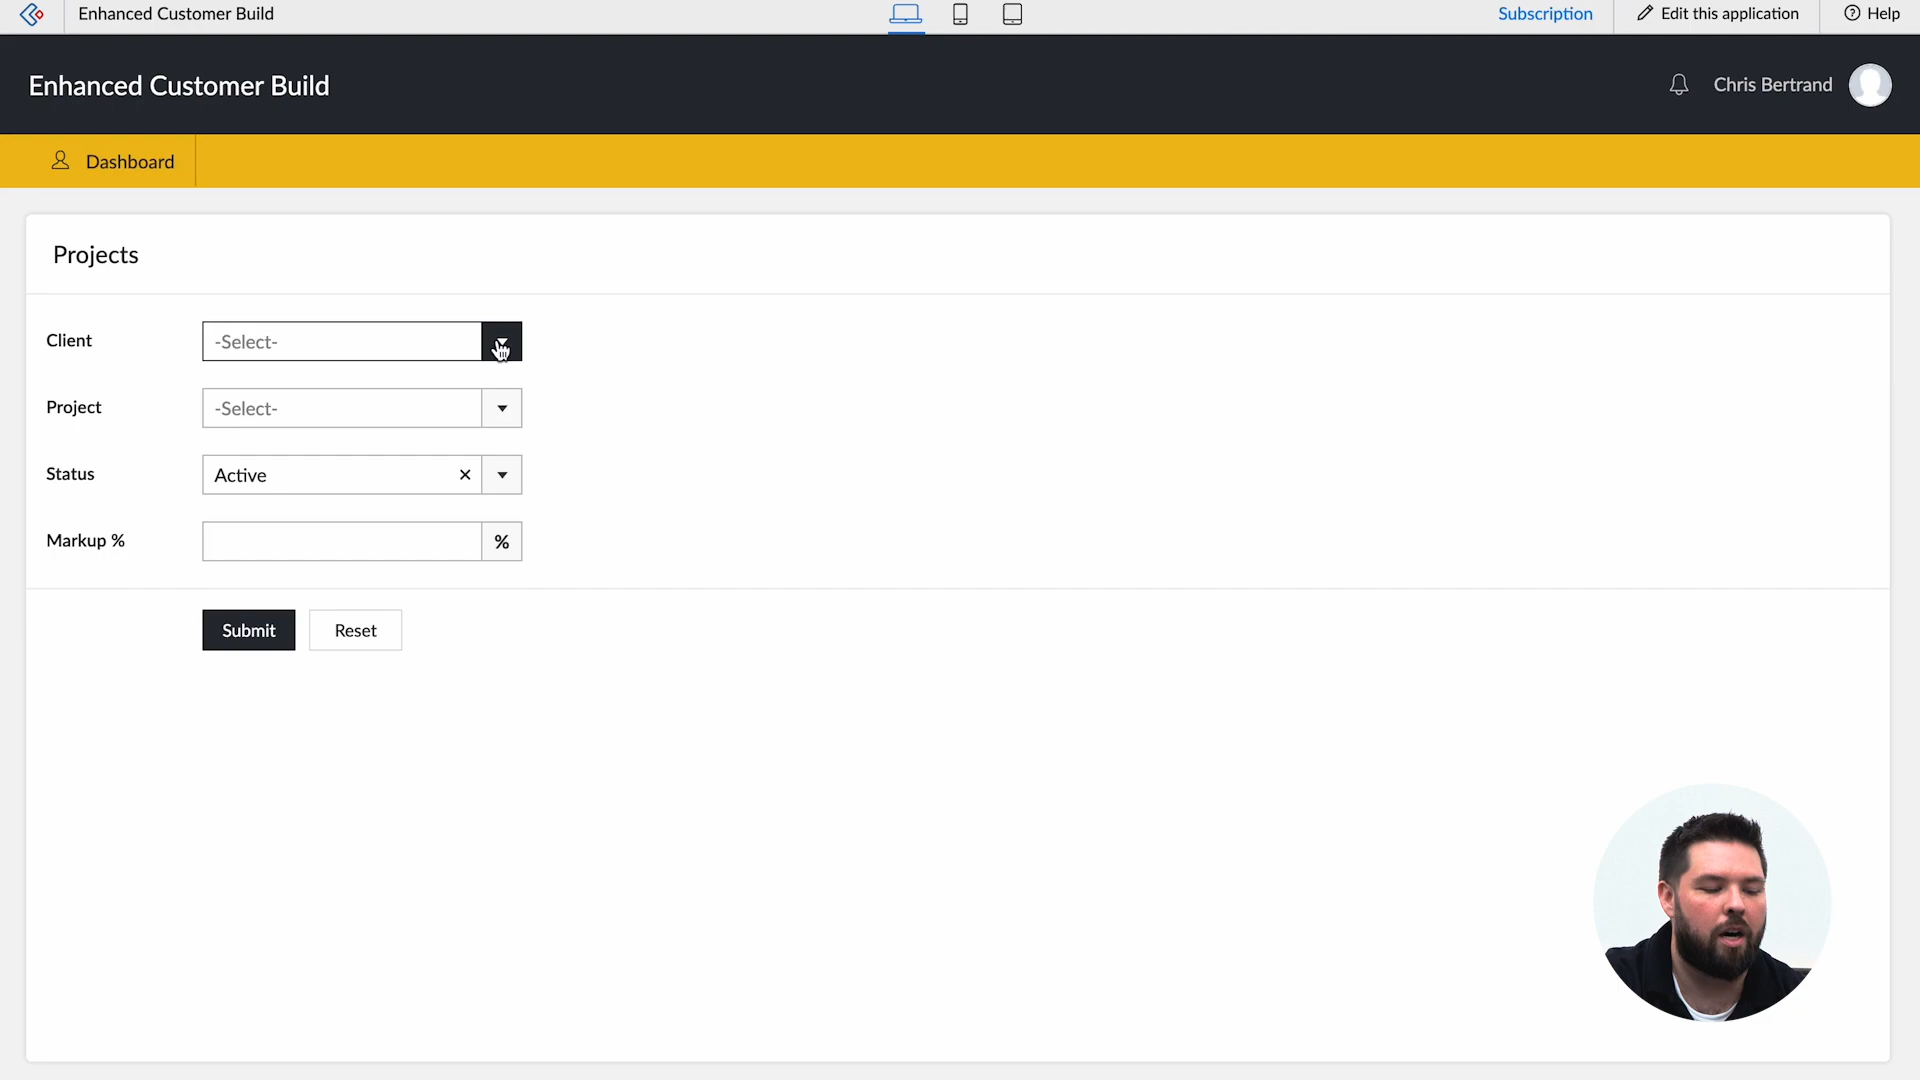 Enhanced Customer Build
Subscription
Edit this application
Help
Enhanced Customer Build
Chris Bertrand
Dashboard
Projects
Client
-Select-
Project
-Select-
Status
Active
Markup %
%
Submit
Reset